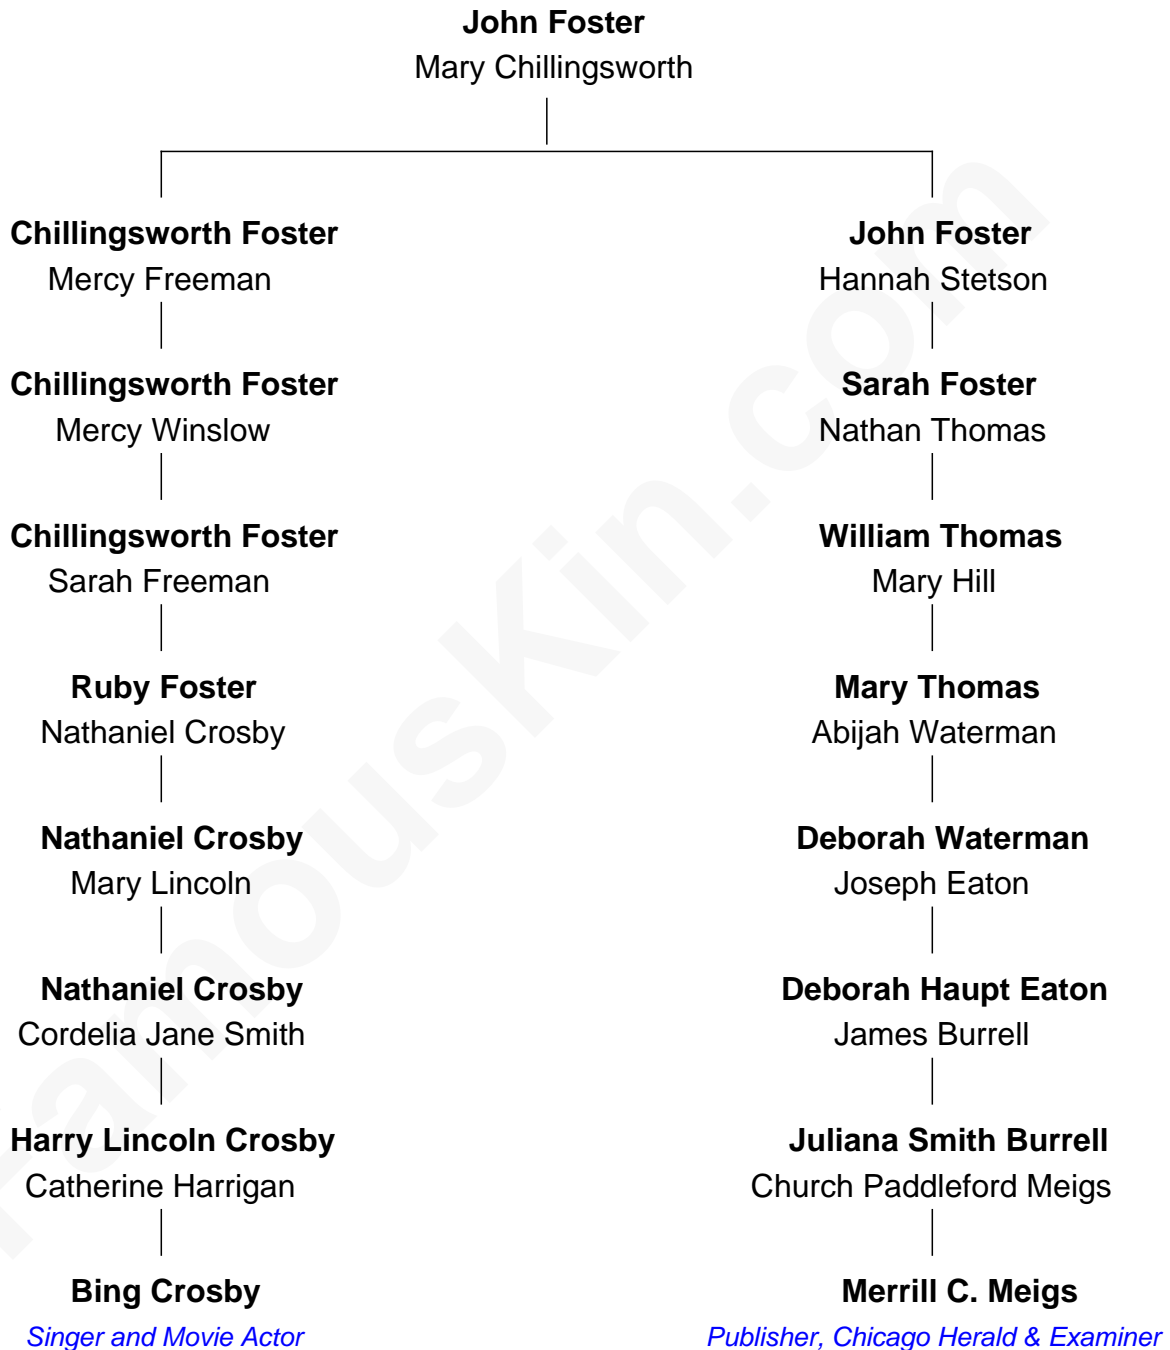 John Foster
Mary Chillingsworth
Chillingsworth Foster
Mercy Freeman
John Foster
Hannah Stetson
Chillingsworth Foster
Mercy Winslow
Sarah Foster
Nathan Thomas
Chillingsworth Foster
Sarah Freeman
William Thomas
Mary Hill
Ruby Foster
Nathaniel Crosby
Mary Thomas
Abijah Waterman
Nathaniel Crosby
Mary Lincoln
Deborah Waterman
Joseph Eaton
Nathaniel Crosby
Cordelia Jane Smith
Deborah Haupt Eaton
James Burrell
Harry Lincoln Crosby
Catherine Harrigan
Juliana Smith Burrell
Church Paddleford Meigs
Bing Crosby
Singer and Movie Actor
Merrill C. Meigs
Publisher, Chicago Herald & Examiner
FamousKin.com